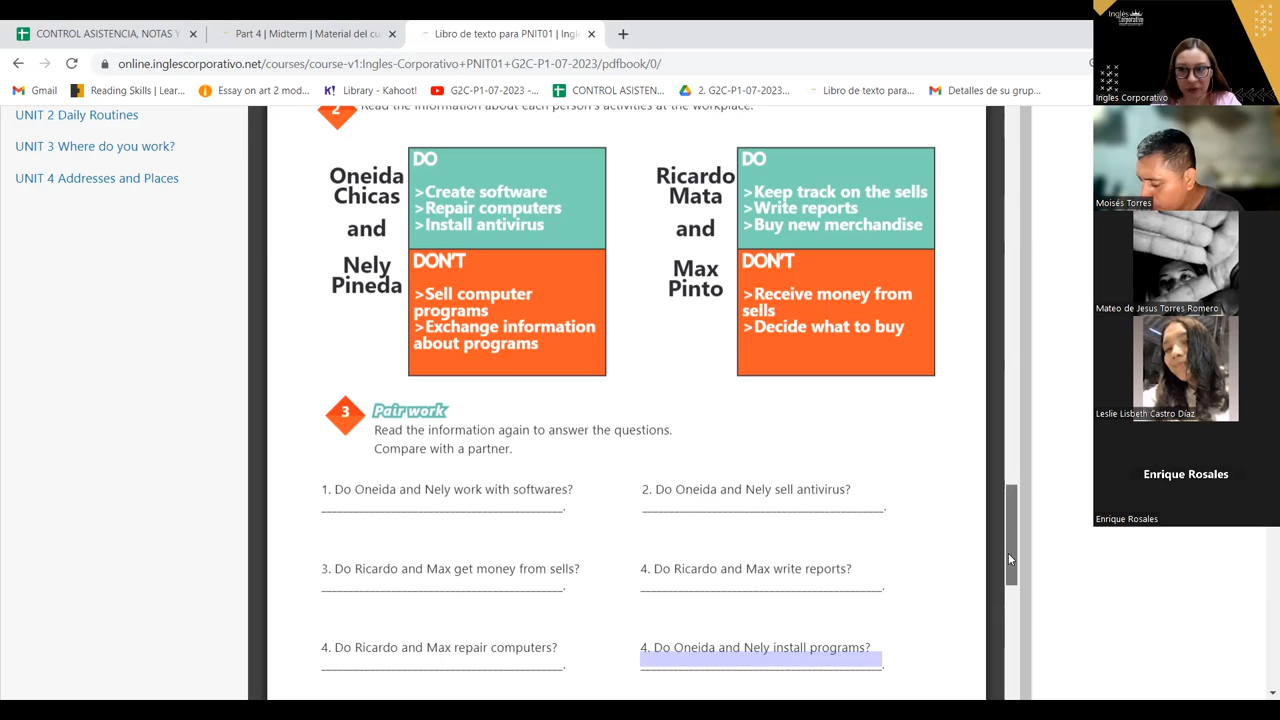 CONTROL ASISTENCIA, NOTAS Y
Part 4 | Midterm | Material del cu
Libro de texto para PNIT01 | Ingl
online.inglescorporativo.net/courses/course-v1:Ingles-Corporativo+PNIT01+G2C-P1-07-2023/pdfbook/0/
Gmail
Reading Skills | Lear...
Essay on art 2 mod...
Library - Kahoot!
G2C-P1-07-2023 -...
CONTROL ASISTEN...
2. G2C-P1-07-2023...
Libro de texto para...
Detalles de su grup...
UNIT 2 Daily Routines
UNIT 3 Where do you work?
UNIT 4 Addresses and Places
2
Read the information about each person's activities at the workplace.
Oneida
Chicas
and
Nely
Pineda
DO
>Create software
>Repair computers
>Install antivirus
DON'T
>Sell computer
programs
>Exchange information
about programs
Ricardo
Mata
and
Max
Pinto
DO
>Keep track on the sells
>Write reports
>Buy new merchandise
DON'T
>Receive money from
sells
>Decide what to buy
3
Pair work
Read the information again to answer the questions.
Compare with a partner.
1. Do Oneida and Nely work with softwares?
2. Do Oneida and Nely sell antivirus?
3. Do Ricardo and Max get money from sells?
4. Do Ricardo and Max write reports?
4. Do Ricardo and Max repair computers?
4. Do Oneida and Nely install programs?
Inglés
Corporativo
Ingles Corporativo
Moisés Torres
Mateo de Jesus Torres Romero
Leslie Lisbeth Castro Díaz
Enrique Rosales
Enrique Rosales